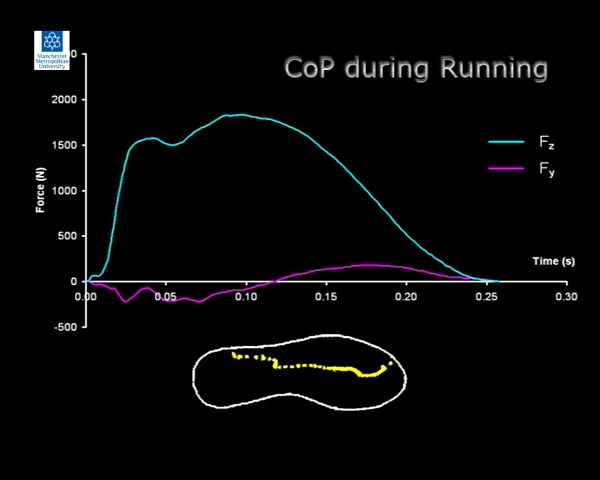 Manchester
Metropolitan
University
CoP during Running
2000
1500
1000
500
0
-500
Force (N)
Fz
Fy
Time (s)
0.00
0.05
0.10
0.15
0.20
0.25
0.30